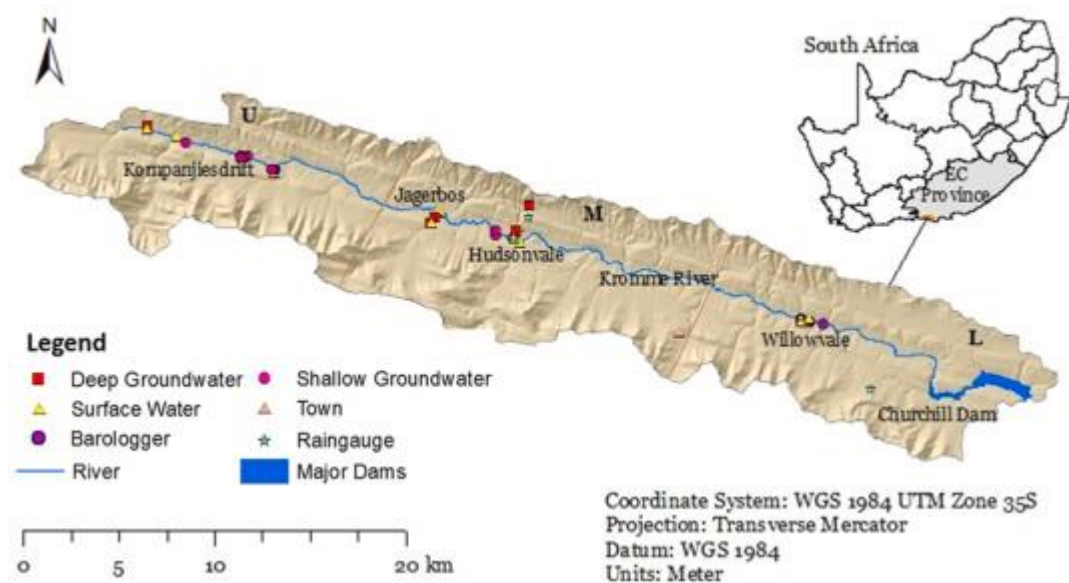 N
South Africa
EC
Province
U
Kompanjiesdrift
Jagerbos
M
Hudsonvale
Kromme River
Willowvale
L
Churchill Dam
Legend
Deep Groundwater
Shallow Groundwater
Surface Water
Town
Barologger
Raingauge
River
Major Dams
0 5 10 20 km
Coordinate System: WGS 1984 UTM Zone 35S
Projection: Transverse Mercator
Datum: WGS 1984
Units: Meter